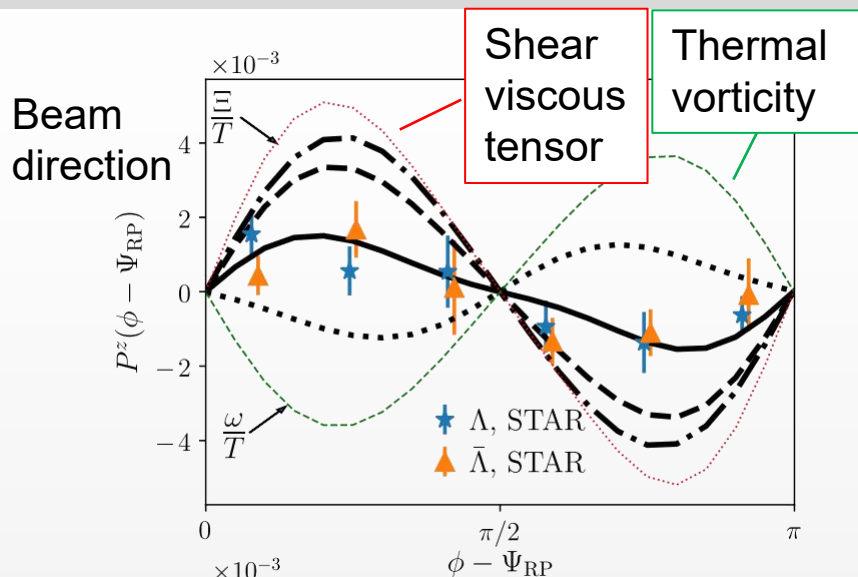 Shear
viscous
tensor
Thermal
vorticity
Beam
direction
×10⁻³
Ξ/T
4
2
0
−2
−4
P^z(ϕ − Ψ_RP)
ω/T
Λ, STAR
Λ̄, STAR
0
π/2
π
ϕ − Ψ_RP
×10⁻³